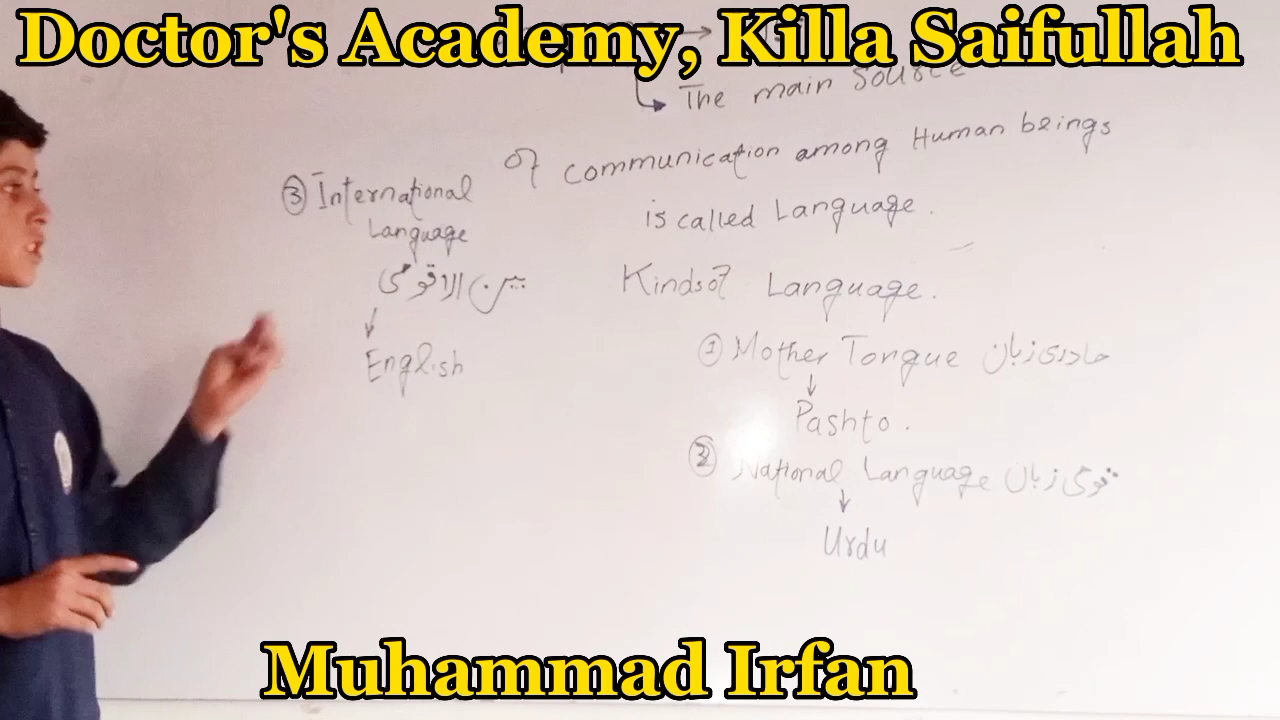 Doctor's Academy, Killa Saifullah
The main source
of communication among Human beings
is called Language.
Kinds of Language.
① Mother Tongue مادری زبان
↓
Pashto.
② National Language قومی زبان
↓
Urdu
③ International
Language
بین الاقومی
↓
English
Muhammad Irfan